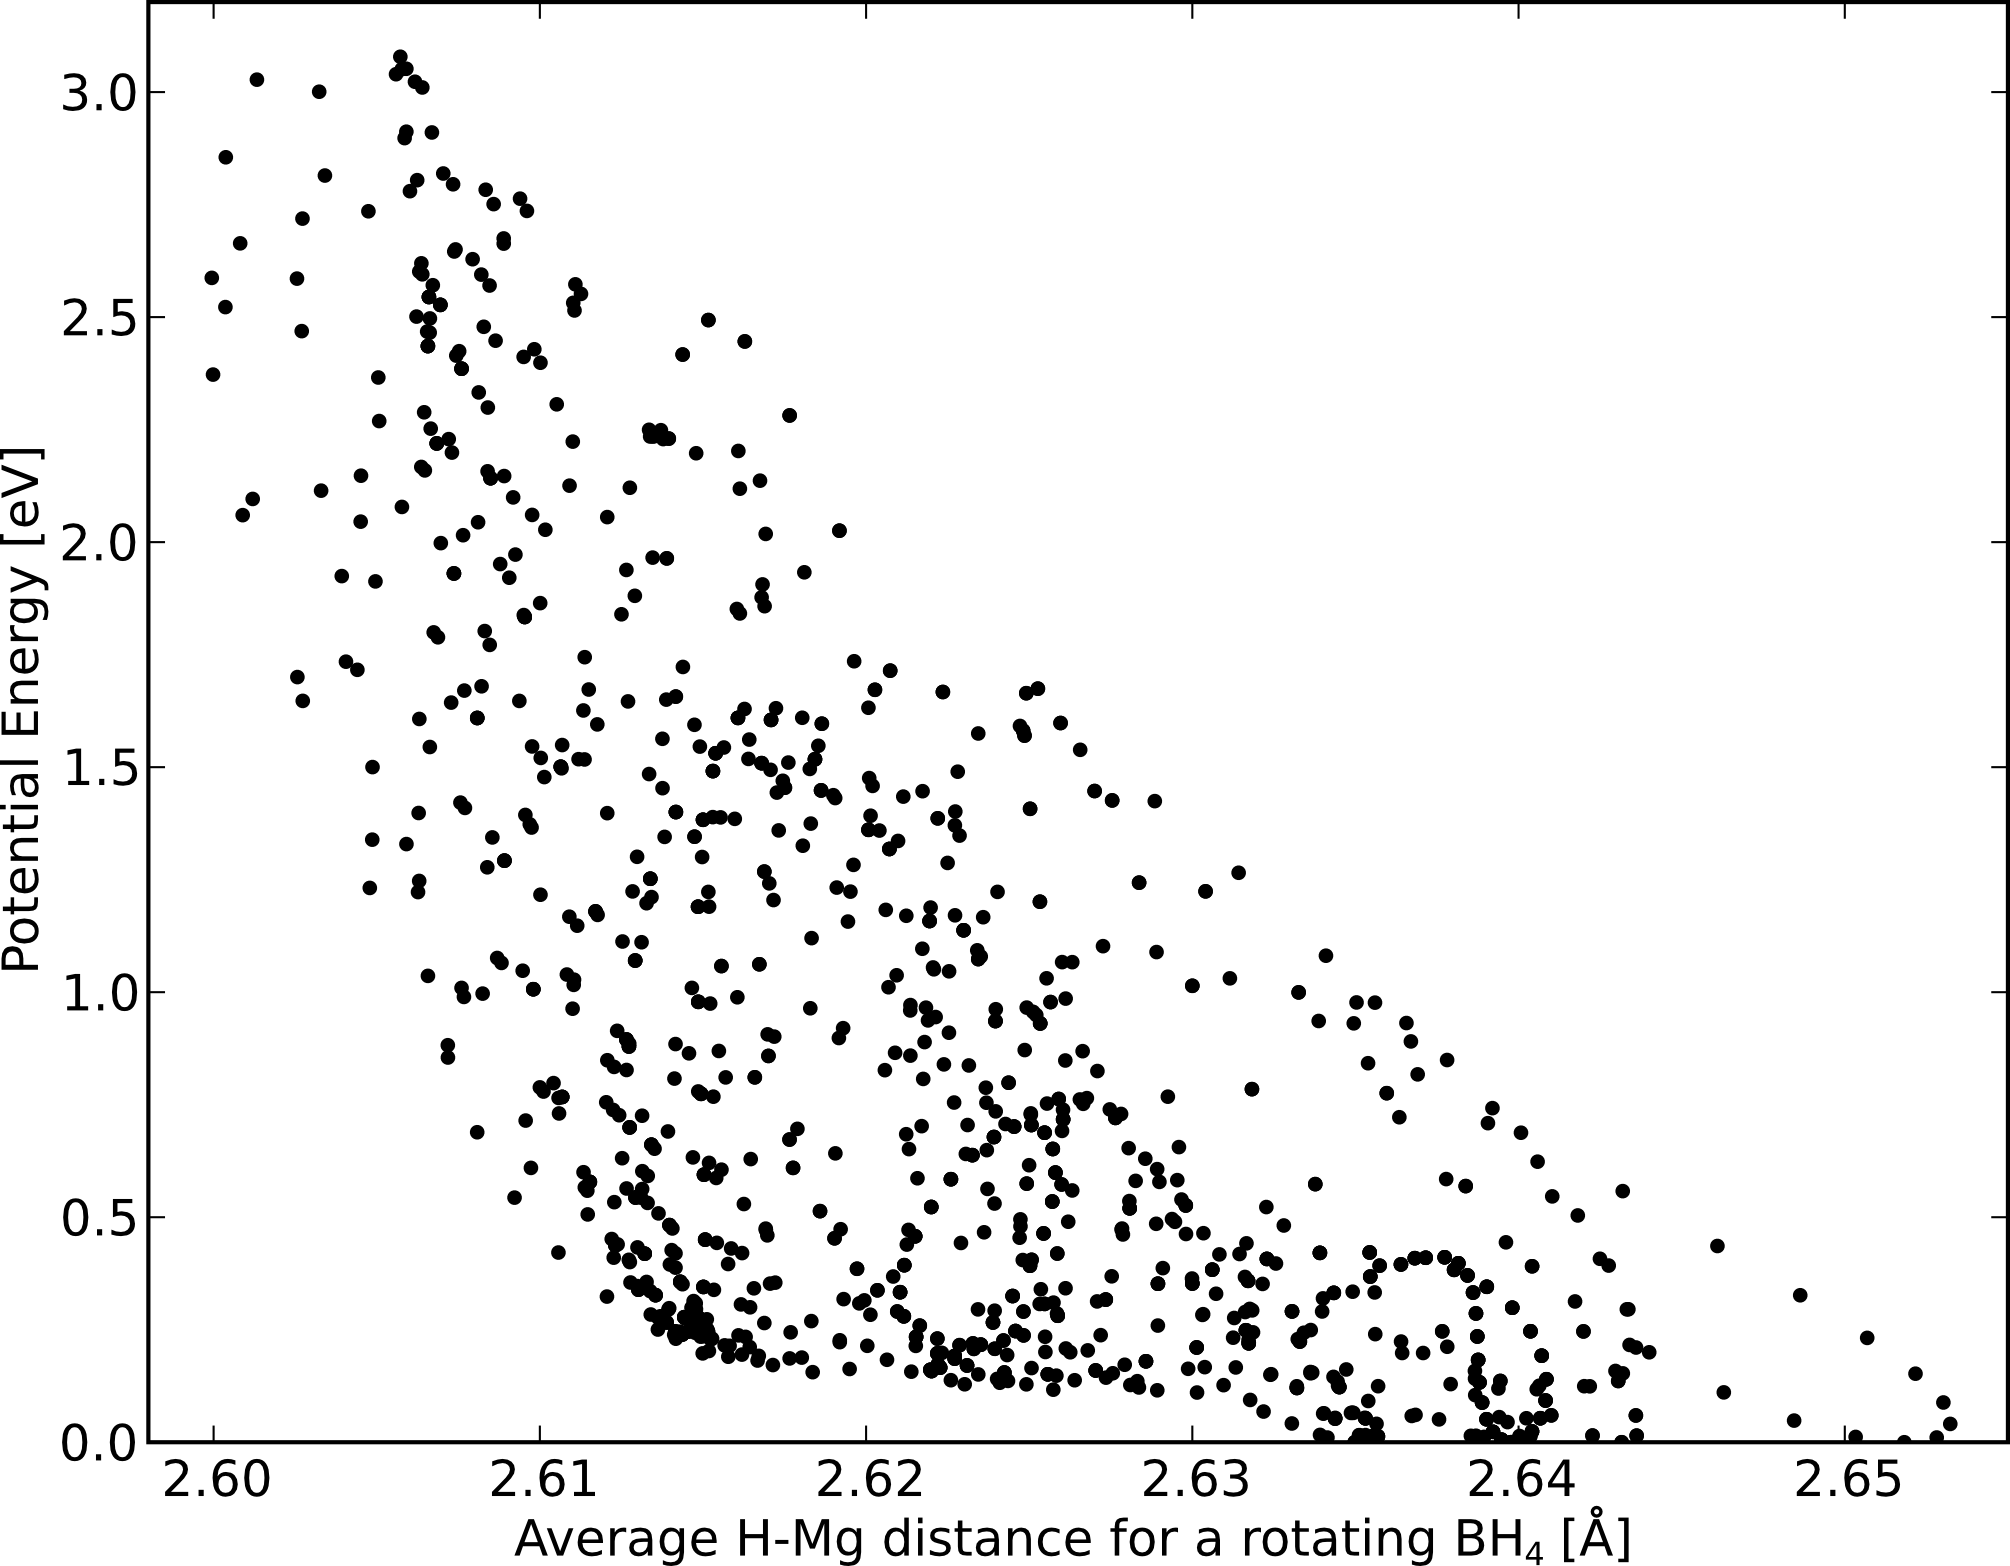 3.0
2.5
2.0
1.5
1.0
0.5
0.0
Potential Energy [eV]
2.60 2.61 2.62 2.63 2.64 2.65
Average H-Mg distance for a rotating BH₄ [Å]